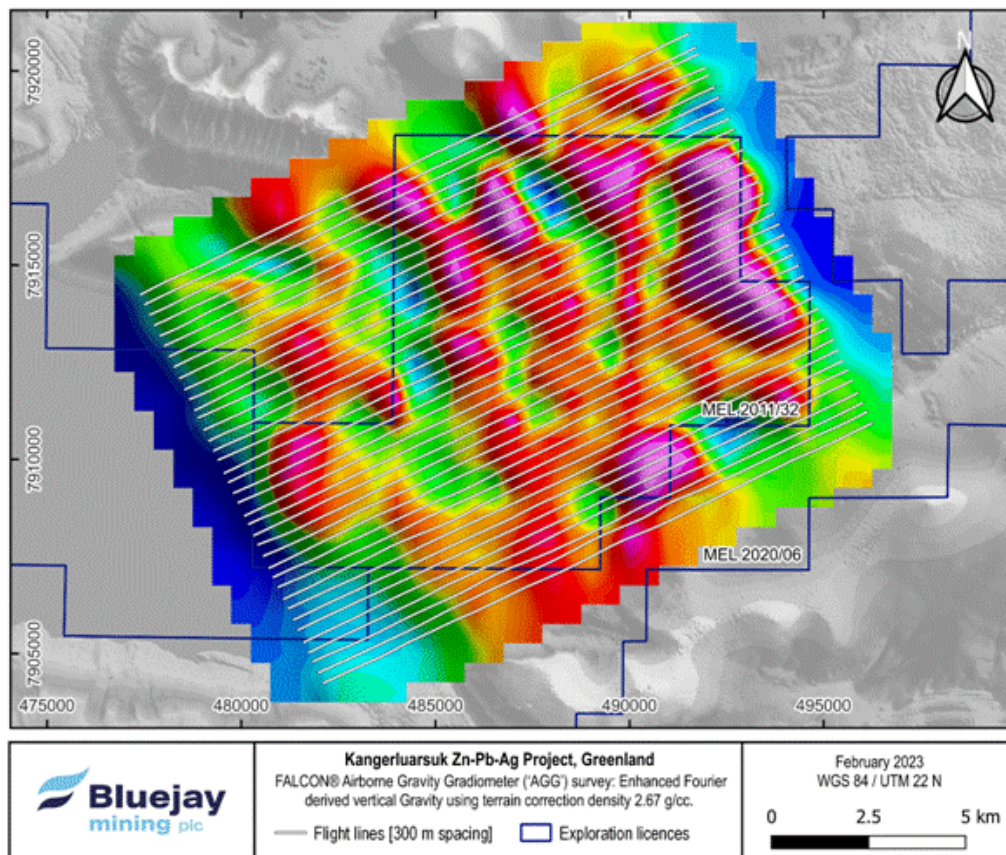 N
7920000
7915000
7910000
7905000
MEL 2011/32
MEL 2020/06
475000 480000 485000 490000 495000
Bluejay
mining plc
Kangerluarsuk Zn-Pb-Ag Project, Greenland
FALCON® Airborne Gravity Gradiometer ('AGG') survey: Enhanced Fourier
derived vertical Gravity using terrain correction density 2.67 g/cc.
Flight lines [300 m spacing] Exploration licences
February 2023
WGS 84 / UTM 22 N
0 2.5 5 km